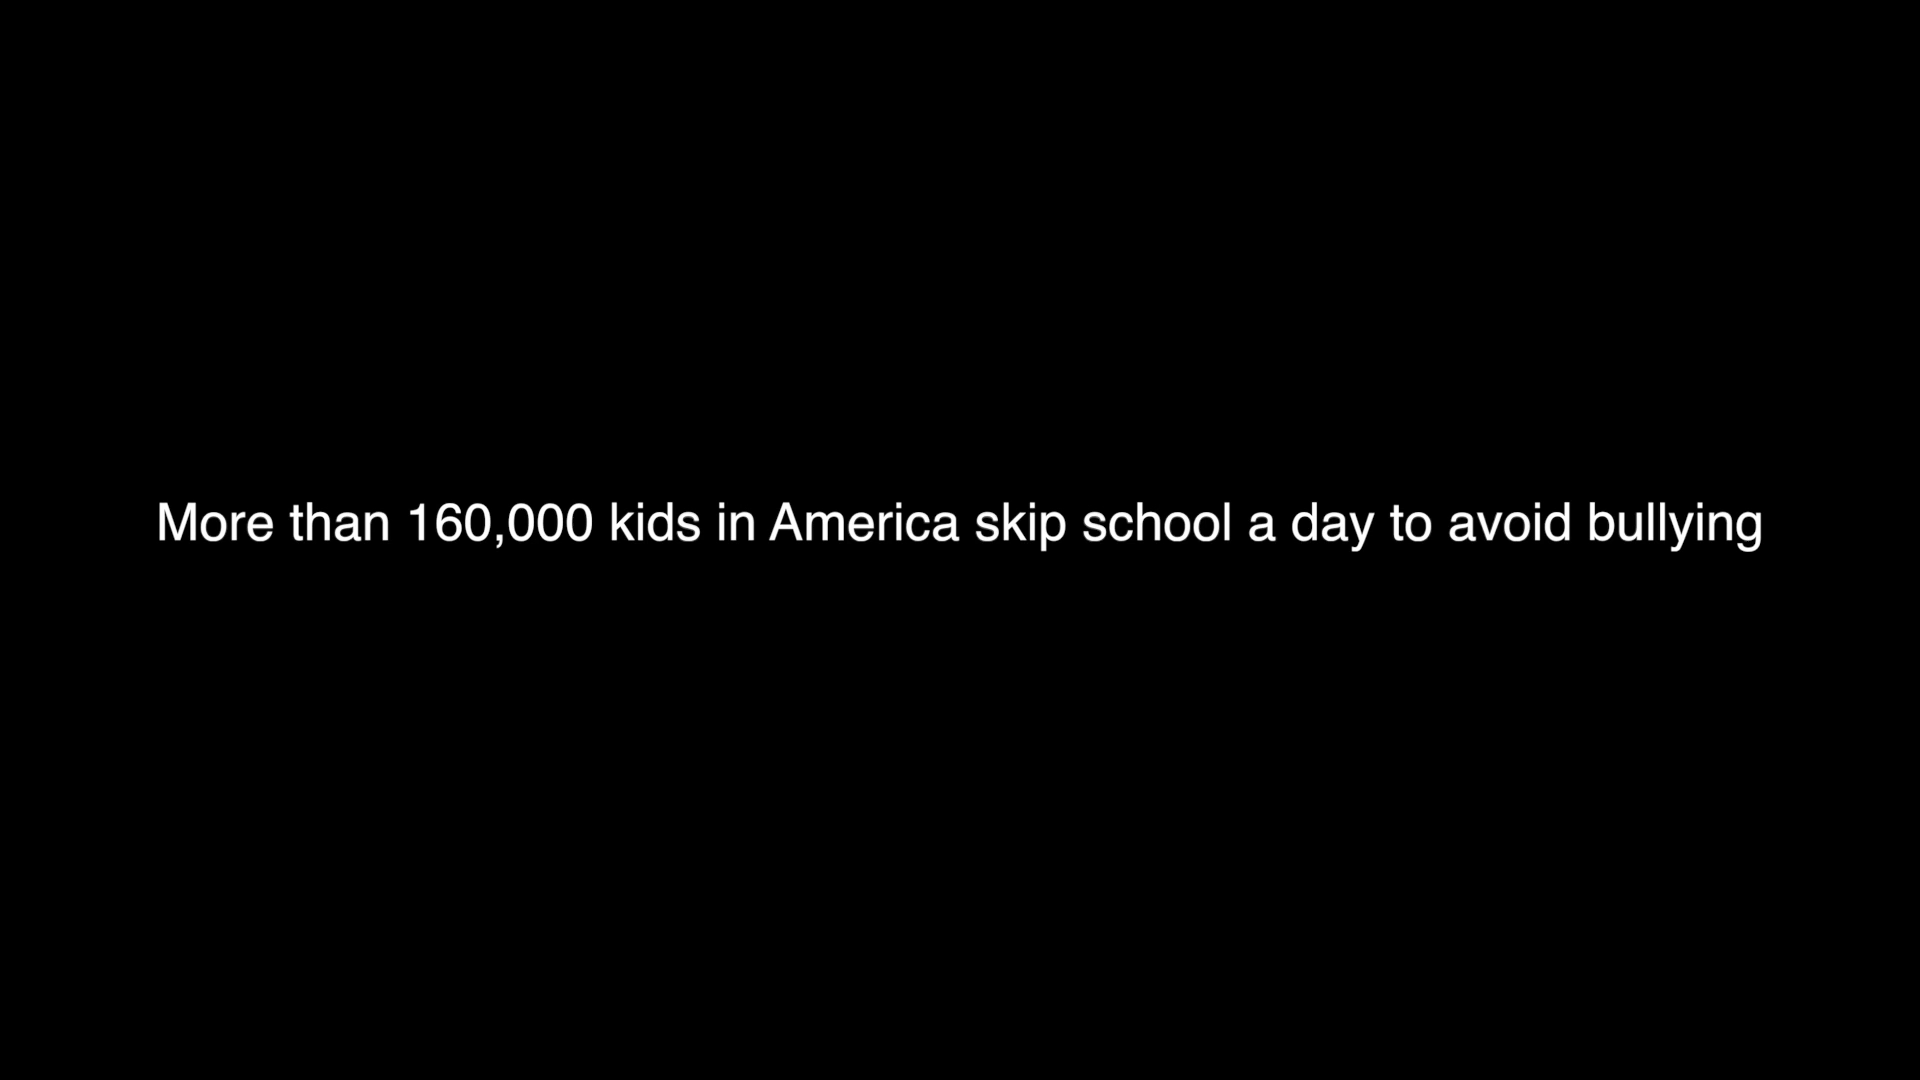 More than 160,000 kids in America skip school a day to avoid bullying